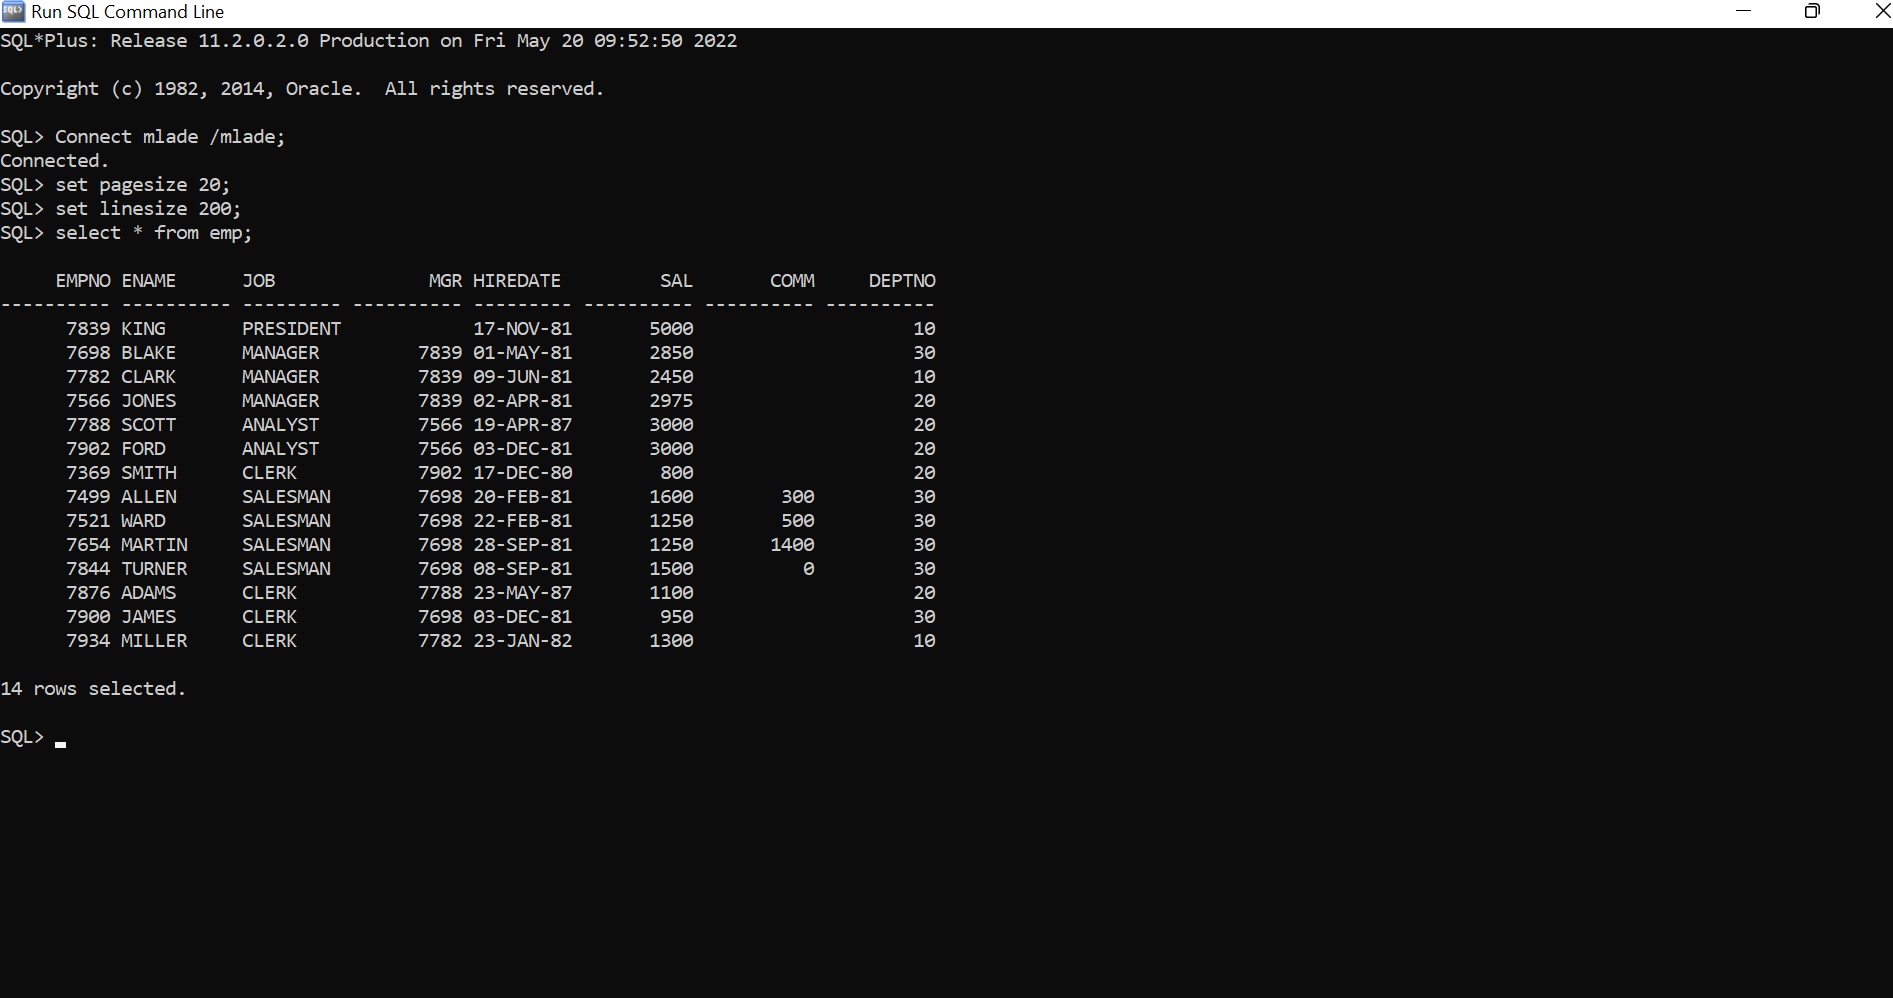 Run SQL Command Line
SQL*Plus: Release 11.2.0.2.0 Production on Fri May 20 09:52:50 2022
Copyright (c) 1982, 2014, Oracle.  All rights reserved.
SQL> Connect mlade /mlade;
Connected.
SQL> set pagesize 20;
SQL> set linesize 200;
SQL> select * from emp;
     EMPNO ENAME      JOB              MGR HIREDATE         SAL       COMM     DEPTNO
---------- ---------- --------- ---------- --------- ---------- ---------- ----------
      7839 KING       PRESIDENT            17-NOV-81       5000                    10
      7698 BLAKE      MANAGER         7839 01-MAY-81       2850                    30
      7782 CLARK      MANAGER         7839 09-JUN-81       2450                    10
      7566 JONES      MANAGER         7839 02-APR-81       2975                    20
      7788 SCOTT      ANALYST         7566 19-APR-87       3000                    20
      7902 FORD       ANALYST         7566 03-DEC-81       3000                    20
      7369 SMITH      CLERK           7902 17-DEC-80        800                    20
      7499 ALLEN      SALESMAN        7698 20-FEB-81       1600        300         30
      7521 WARD       SALESMAN        7698 22-FEB-81       1250        500         30
      7654 MARTIN     SALESMAN        7698 28-SEP-81       1250       1400         30
      7844 TURNER     SALESMAN        7698 08-SEP-81       1500          0         30
      7876 ADAMS      CLERK           7788 23-MAY-87       1100                    20
      7900 JAMES      CLERK           7698 03-DEC-81        950                    30
      7934 MILLER     CLERK           7782 23-JAN-82       1300                    10
14 rows selected.
SQL>